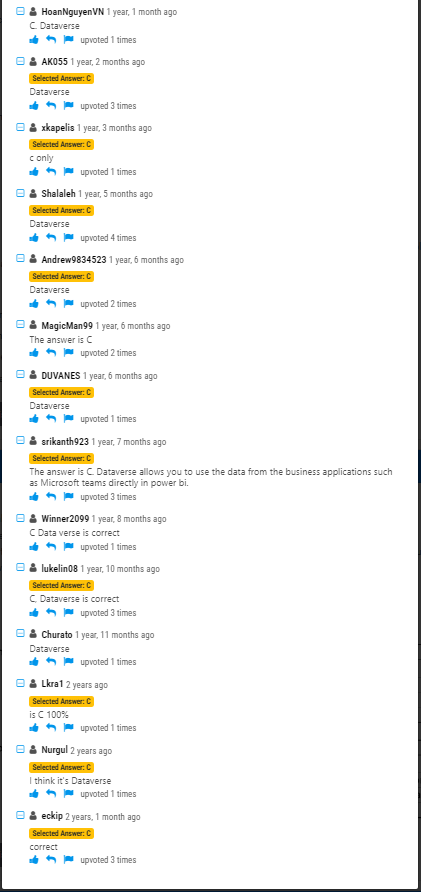 HoanNguyenVN 1 year, 1 month ago
C. Dataverse
upvoted 1 times
AK055 1 year, 2 months ago
Selected Answer: C
Dataverse
upvoted 3 times
xkapelis 1 year, 3 months ago
Selected Answer: C
c only
upvoted 1 times
Shalaleh 1 year, 5 months ago
Selected Answer: C
Dataverse
upvoted 4 times
Andrew9834523 1 year, 6 months ago
Selected Answer: C
Dataverse
upvoted 2 times
MagicMan99 1 year, 6 months ago
The answer is C
upvoted 2 times
DUVANES 1 year, 6 months ago
Selected Answer: C
Dataverse
upvoted 1 times
srikanth923 1 year, 7 months ago
Selected Answer: C
The answer is C. Dataverse allows you to use the data from the business applications such
as Microsoft teams directly in power bi.
upvoted 3 times
Winner2099 1 year, 8 months ago
C Data verse is correct
upvoted 1 times
lukelin08 1 year, 10 months ago
Selected Answer: C
C. Dataverse is correct
upvoted 3 times
Churato 1 year, 11 months ago
Dataverse
upvoted 1 times
Lkra1 2 years ago
Selected Answer: C
is C 100%
upvoted 1 times
Nurgul 2 years ago
Selected Answer: C
I think it's Dataverse
upvoted 1 times
eckip 2 years, 1 month ago
Selected Answer: C
correct
upvoted 3 times